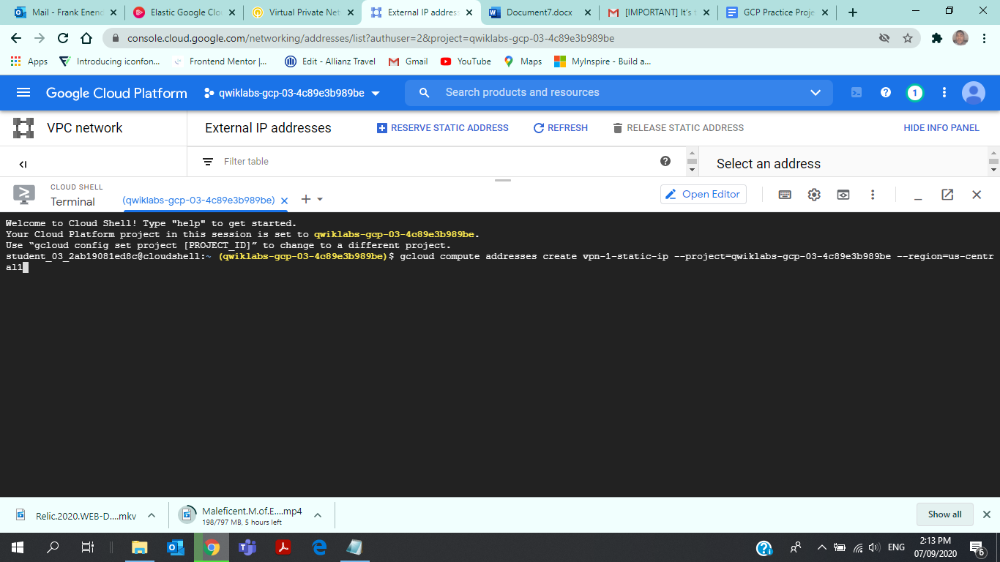 Mail - Frank Enend
Elastic Google Clo
Virtual Private Net
External IP address
Document7.docx
[IMPORTANT] It's t
GCP Practice Proje
console.cloud.google.com/networking/addresses/list?authuser=2&project=qwiklabs-gcp-03-4c89e3b989be
Apps
Introducing iconfon...
Frontend Mentor |...
Edit - Allianz Travel
Gmail
YouTube
Maps
MyInspire - Build a...
Google Cloud Platform
qwiklabs-gcp-03-4c89e3b989be
Search products and resources
1
VPC network
External IP addresses
RESERVE STATIC ADDRESS
REFRESH
RELEASE STATIC ADDRESS
HIDE INFO PANEL
Filter table
Select an address
CLOUD SHELL
Terminal
(qwiklabs-gcp-03-4c89e3b989be)
Open Editor
Welcome to Cloud Shell! Type "help" to get started.
Your Cloud Platform project in this session is set to qwiklabs-gcp-03-4c89e3b989be.
Use “gcloud config set project [PROJECT_ID]” to change to a different project.
student_03_2ab19081ed8c@cloudshell:~ (qwiklabs-gcp-03-4c89e3b989be)$ gcloud compute addresses create vpn-1-static-ip --project=qwiklabs-gcp-03-4c89e3b989be --region=us-centr
al1
Relic.2020.WEB-D....mkv
Maleficent.M.of.E....mp4
198/797 MB, 5 hours left
Show all
ENG
2:13 PM
07/09/2020
6